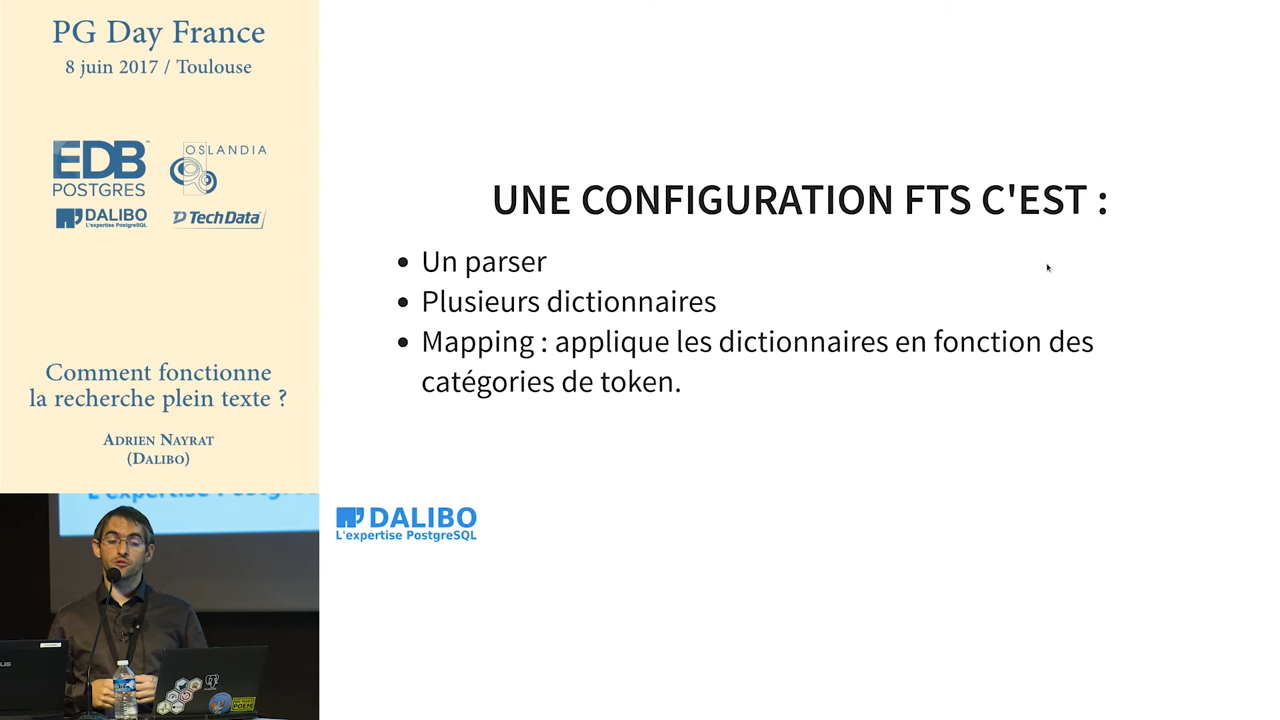 PG Day France
8 juin 2017 / Toulouse
EDB
POSTGRES
OSLANDIA
DALIBO
L'expertise PostgreSQL
Tech Data
Comment fonctionne
la recherche plein texte ?
ADRIEN NAYRAT
(DALIBO)
UNE CONFIGURATION FTS C'EST :
• Un parser
• Plusieurs dictionnaires
• Mapping : applique les dictionnaires en fonction des
catégories de token.
DALIBO
L'expertise PostgreSQL